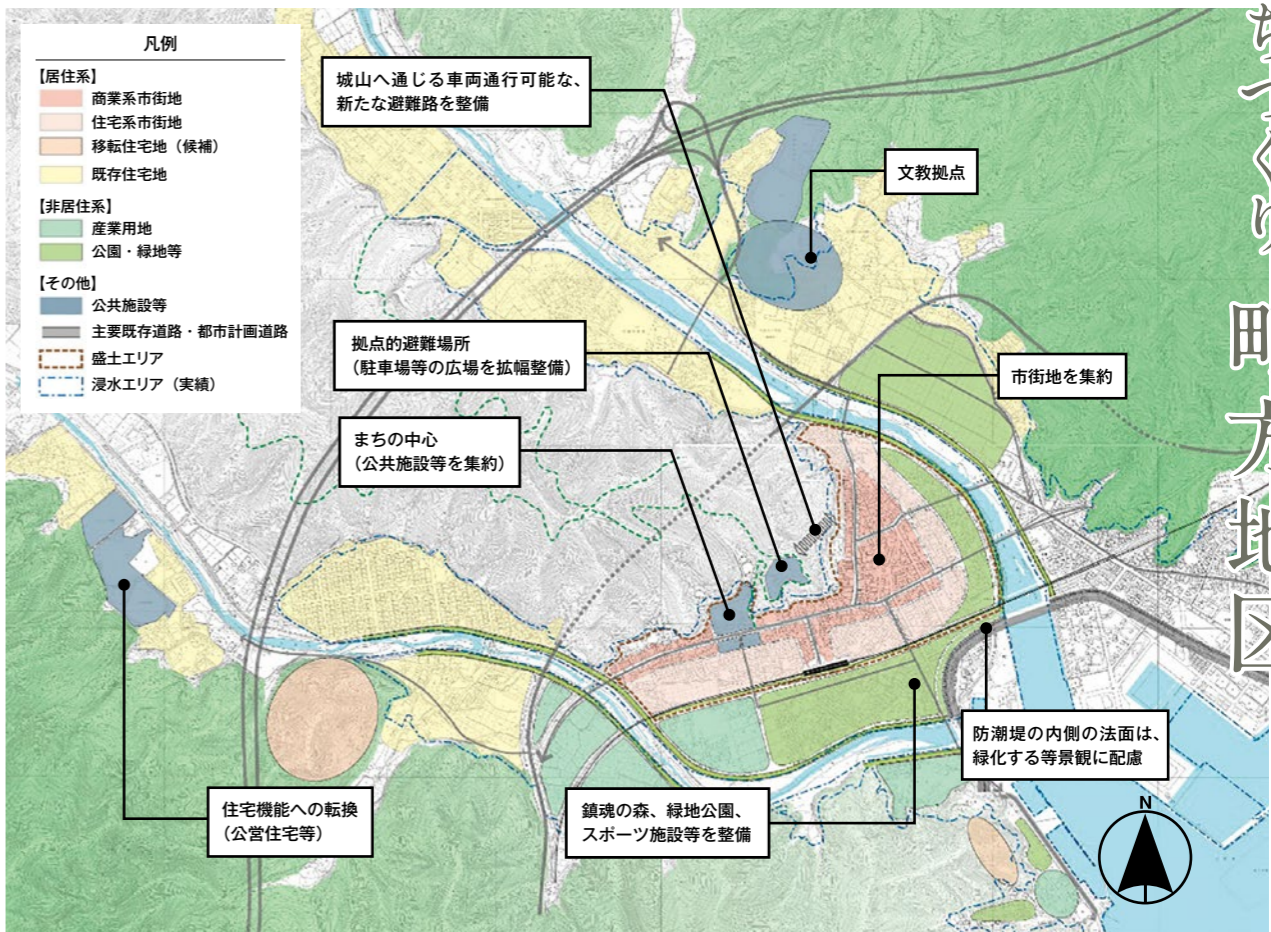 凡例
【居住系】
商業系市街地
住宅系市街地
移転住宅地（候補）
既存住宅地
【非居住系】
産業用地
公園・緑地等
【その他】
公共施設等
主要既存道路・都市計画道路
盛土エリア
浸水エリア（実績）
城山へ通じる車両通行可能な、
新たな避難路を整備
文教拠点
拠点的避難場所
（駐車場等の広場を拡幅整備）
市街地を集約
まちの中心
（公共施設等を集約）
防潮堤の内側の法面は、
緑化する等景観に配慮
住宅機能への転換
（公営住宅等）
鎮魂の森、緑地公園、
スポーツ施設等を整備
N
ちづくり 町方地区